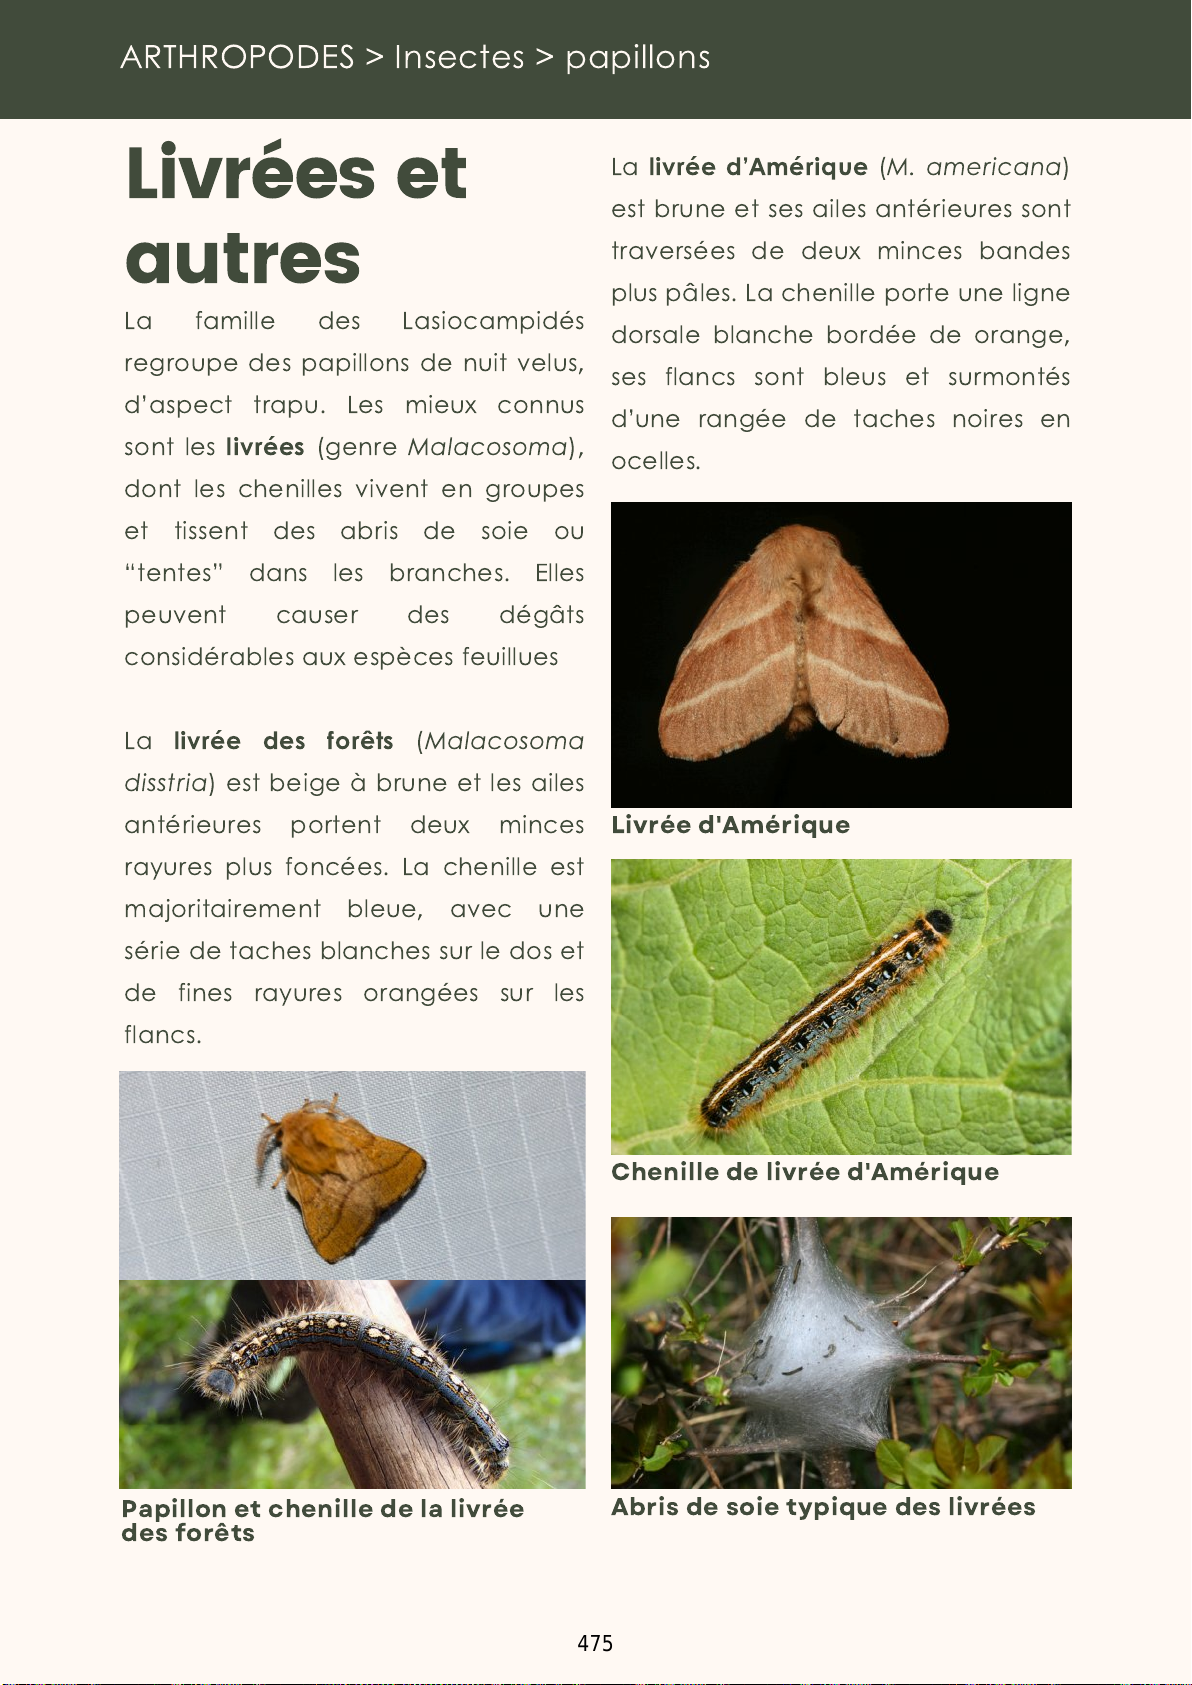 ARTHROPODES > Insectes > papillons
Livrées et
autres
La famille des Lasiocampidés
regroupe des papillons de nuit velus,
d’aspect trapu. Les mieux connus
sont les livrées (genre Malacosoma),
dont les chenilles vivent en groupes
et tissent des abris de soie ou
“tentes” dans les branches. Elles
peuvent causer des dégâts
considérables aux espèces feuillues
La livrée des forêts (Malacosoma
disstria) est beige à brune et les ailes
antérieures portent deux minces
rayures plus foncées. La chenille est
majoritairement bleue, avec une
série de taches blanches sur le dos et
de fines rayures orangées sur les
flancs.
Papillon et chenille de la livrée
des forêts
La livrée d’Amérique (M. americana)
est brune et ses ailes antérieures sont
traversées de deux minces bandes
plus pâles. La chenille porte une ligne
dorsale blanche bordée de orange,
ses flancs sont bleus et surmontés
d’une rangée de taches noires en
ocelles.
Livrée d'Amérique
Chenille de livrée d'Amérique
Abris de soie typique des livrées
475